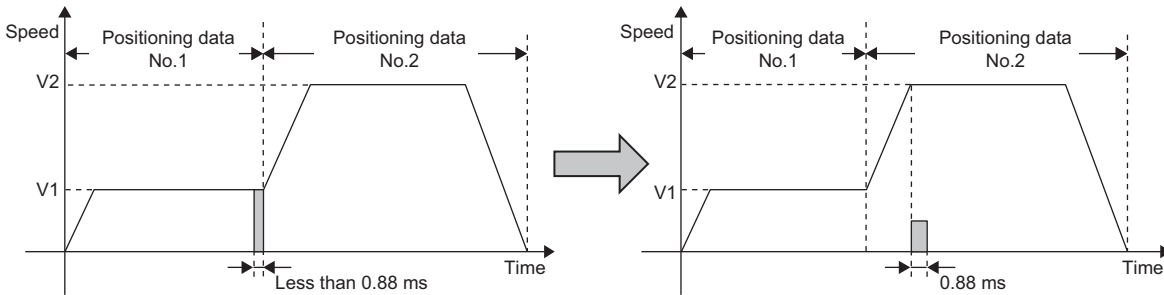 Speed
Positioning data
No.1
Positioning data
No.2
V2
V1
Time
Less than 0.88 ms
Speed
Positioning data
No.1
Positioning data
No.2
V2
V1
Time
0.88 ms